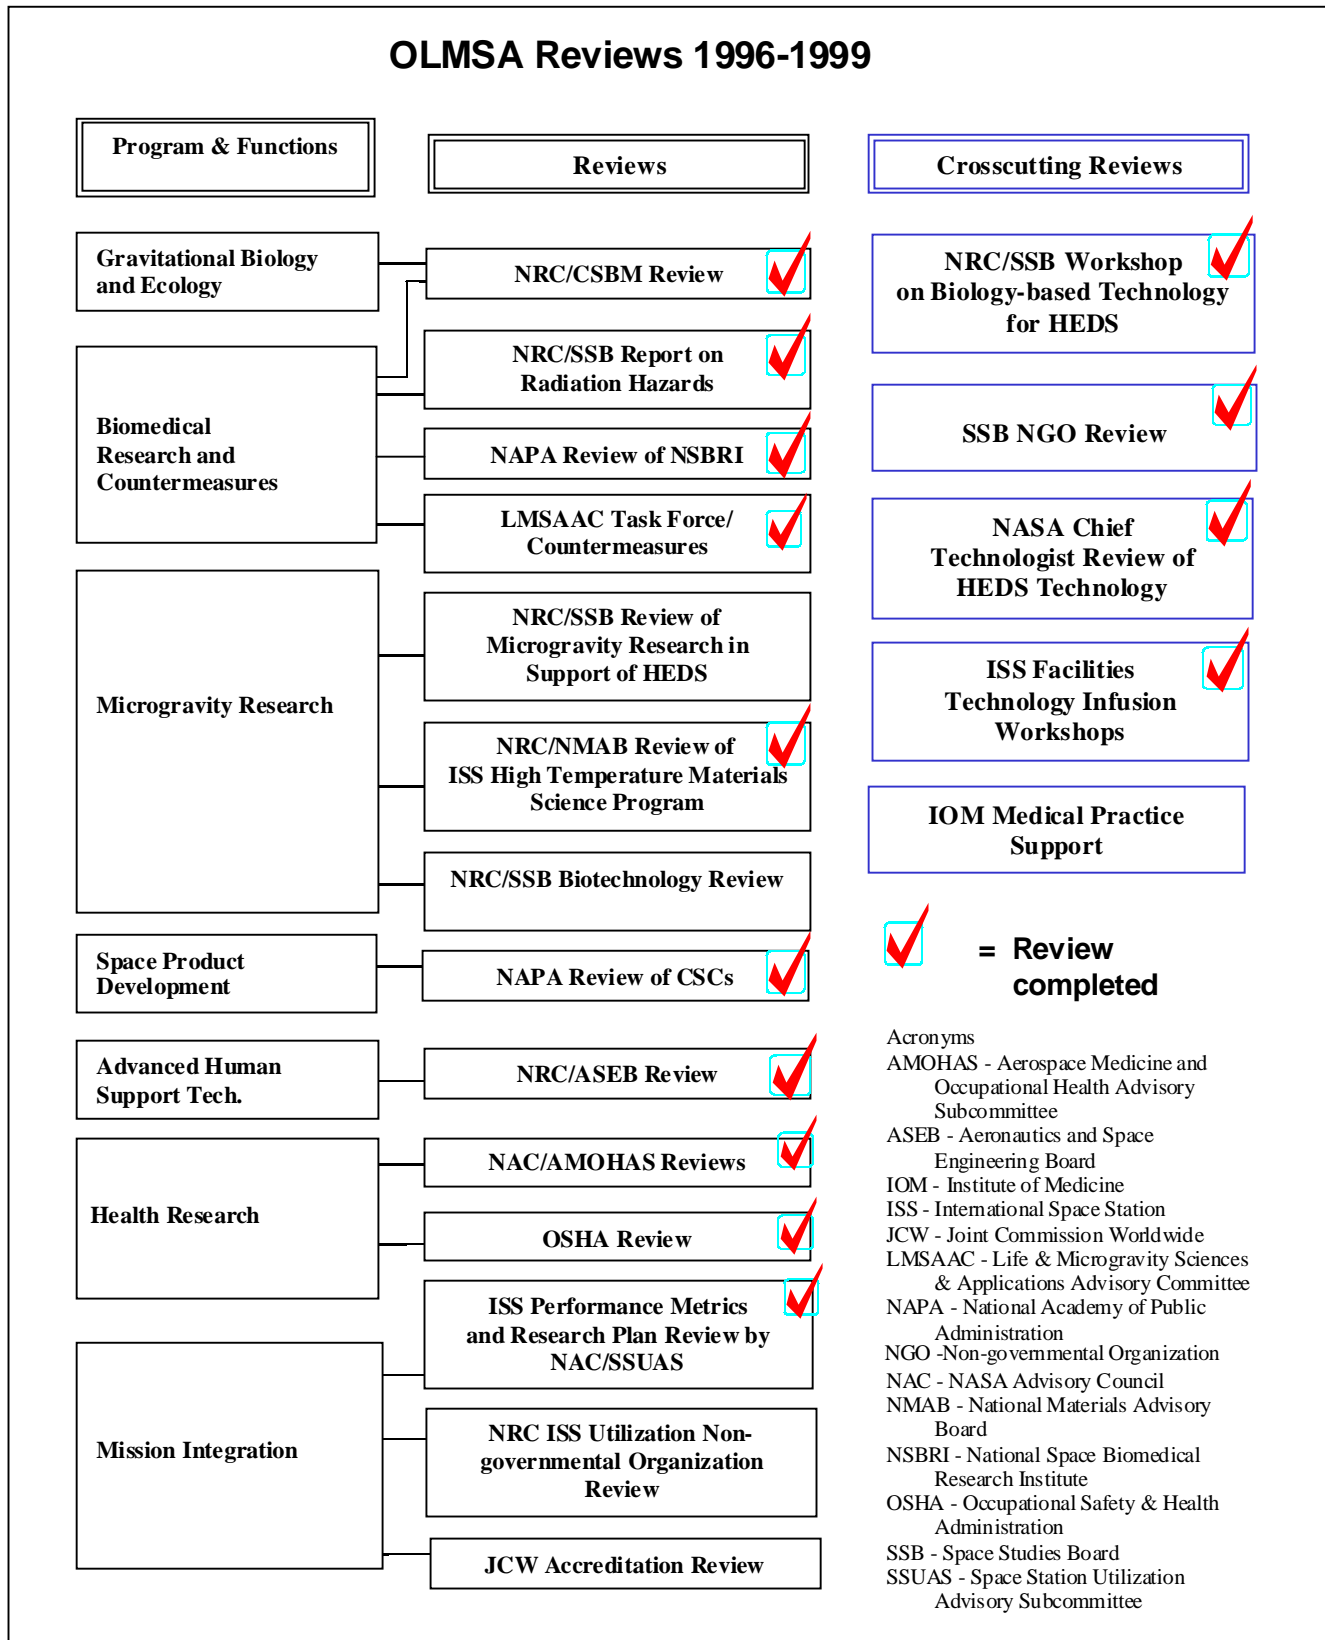 OLMSA Reviews 1996-1999
Program & Functions
Reviews
Crosscutting Reviews
Gravitational Biology
and Ecology
Biomedical
Research and
Countermeasures
Microgravity Research
Space Product
Development
Advanced Human
Support Tech.
Health Research
Mission Integration
NRC/CSBM Review
NRC/SSB Report on
Radiation Hazards
NAPA Review of NSBRI
LMSAAC Task Force/
Countermeasures
NRC/SSB Review of
Microgravity Research in
Support of HEDS
NRC/NMAB Review of
ISS High Temperature Materials
Science Program
NRC/SSB Biotechnology Review
NAPA Review of CSCs
NRC/ASEB Review
NAC/AMOHAS Reviews
OSHA Review
ISS Performance Metrics
and Research Plan Review by
NAC/SSUAS
NRC ISS Utilization Non-
governmental Organization
Review
JCW Accreditation Review
NRC/SSB Workshop
on Biology-based Technology
for HEDS
SSB NGO Review
NASA Chief
Technologist Review of
HEDS Technology
ISS Facilities
Technology Infusion
Workshops
IOM Medical Practice
Support
= Review
completed
Acronyms
AMOHAS - Aerospace Medicine and
Occupational Health Advisory
Subcommittee
ASEB - Aeronautics and Space
Engineering Board
IOM - Institute of Medicine
ISS - International Space Station
JCW - Joint Commission Worldwide
LMSAAC - Life & Microgravity Sciences
& Applications Advisory Committee
NAPA - National Academy of Public
Administration
NGO -Non-governmental Organization
NAC - NASA Advisory Council
NMAB - National Materials Advisory
Board
NSBRI - National Space Biomedical
Research Institute
OSHA - Occupational Safety & Health
Administration
SSB - Space Studies Board
SSUAS - Space Station Utilization
Advisory Subcommittee